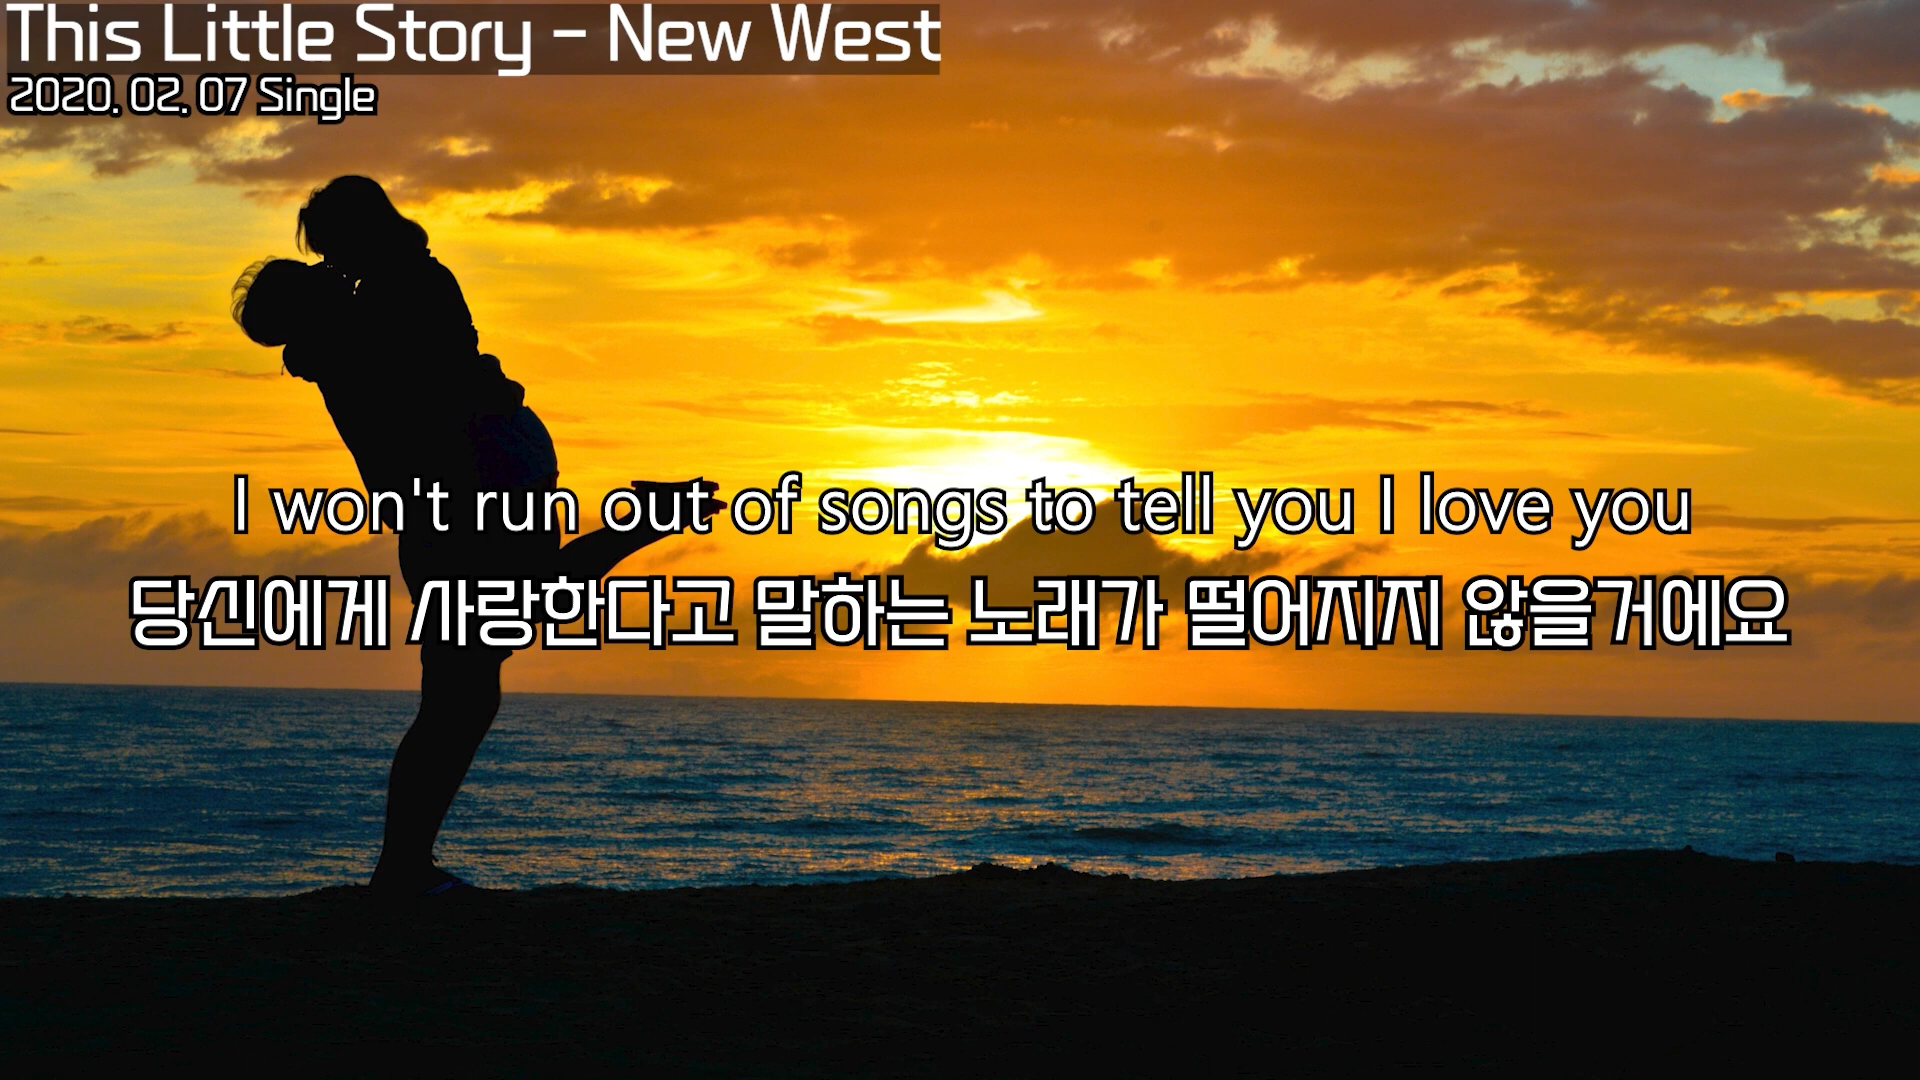 This Little Story - New West
2020. 02. 07 Single
I won't run out of songs to tell you I love you
당신에게 사랑한다고 말하는 노래가 떨어지지 않을거에요